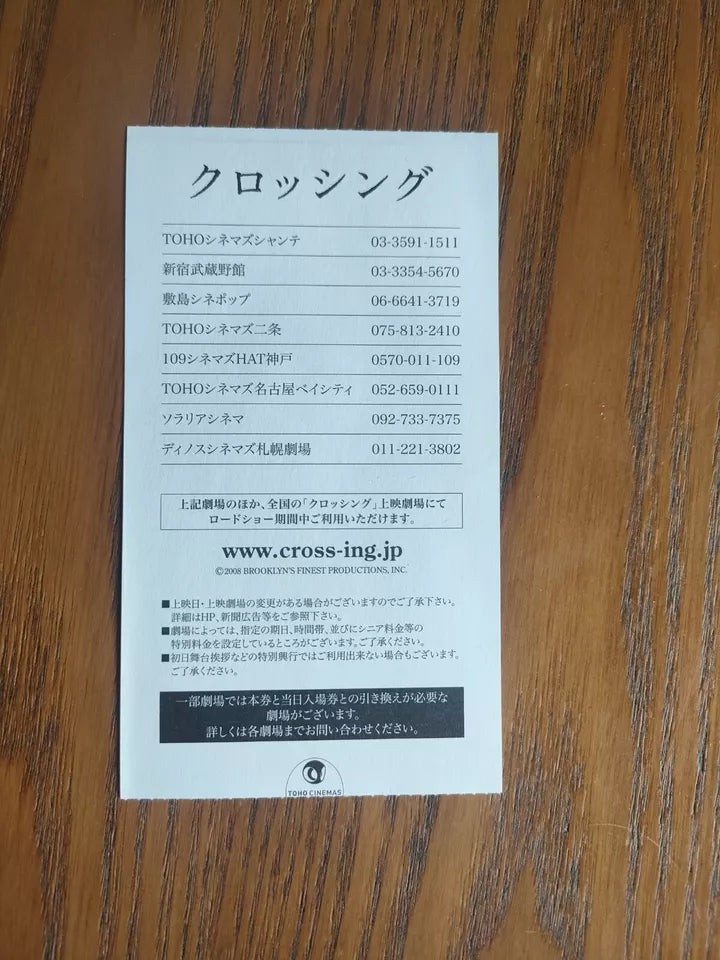 クロッシング
TOHOシネマズシャンテ 03-3591-1511
新宿武蔵野館 03-3354-5670
敷島シネポップ 06-6641-3719
TOHOシネマズ二条 075-813-2410
109シネマズHAT神戸 0570-011-109
TOHOシネマズ名古屋ベイシティ 052-659-0111
ソラリアシネマ 092-733-7375
ディノスシネマズ札幌劇場 011-221-3802
上記劇場のほか、全国の「クロッシング」上映劇場にて
ロードショー期間中ご利用いただけます。
www.cross-ing.jp
©2008 BROOKLYN'S FINEST PRODUCTIONS, INC.
■上映日・上映劇場の変更がある場合がございますのでご了承下さい。
詳細はHP、新聞広告等をご参照下さい。
■劇場によっては、指定の期日、時間帯、並びにシニア料金等の
特別料金を設定しているところがございます。ご了承ください。
■初日舞台挨拶などの特別興行ではご利用出来ない場合もございます。
ご了承ください。
一部劇場では本券と当日入場券との引き換えが必要な
劇場がございます。
詳しくは各劇場までお問い合わせください。
TOHO CINEMAS